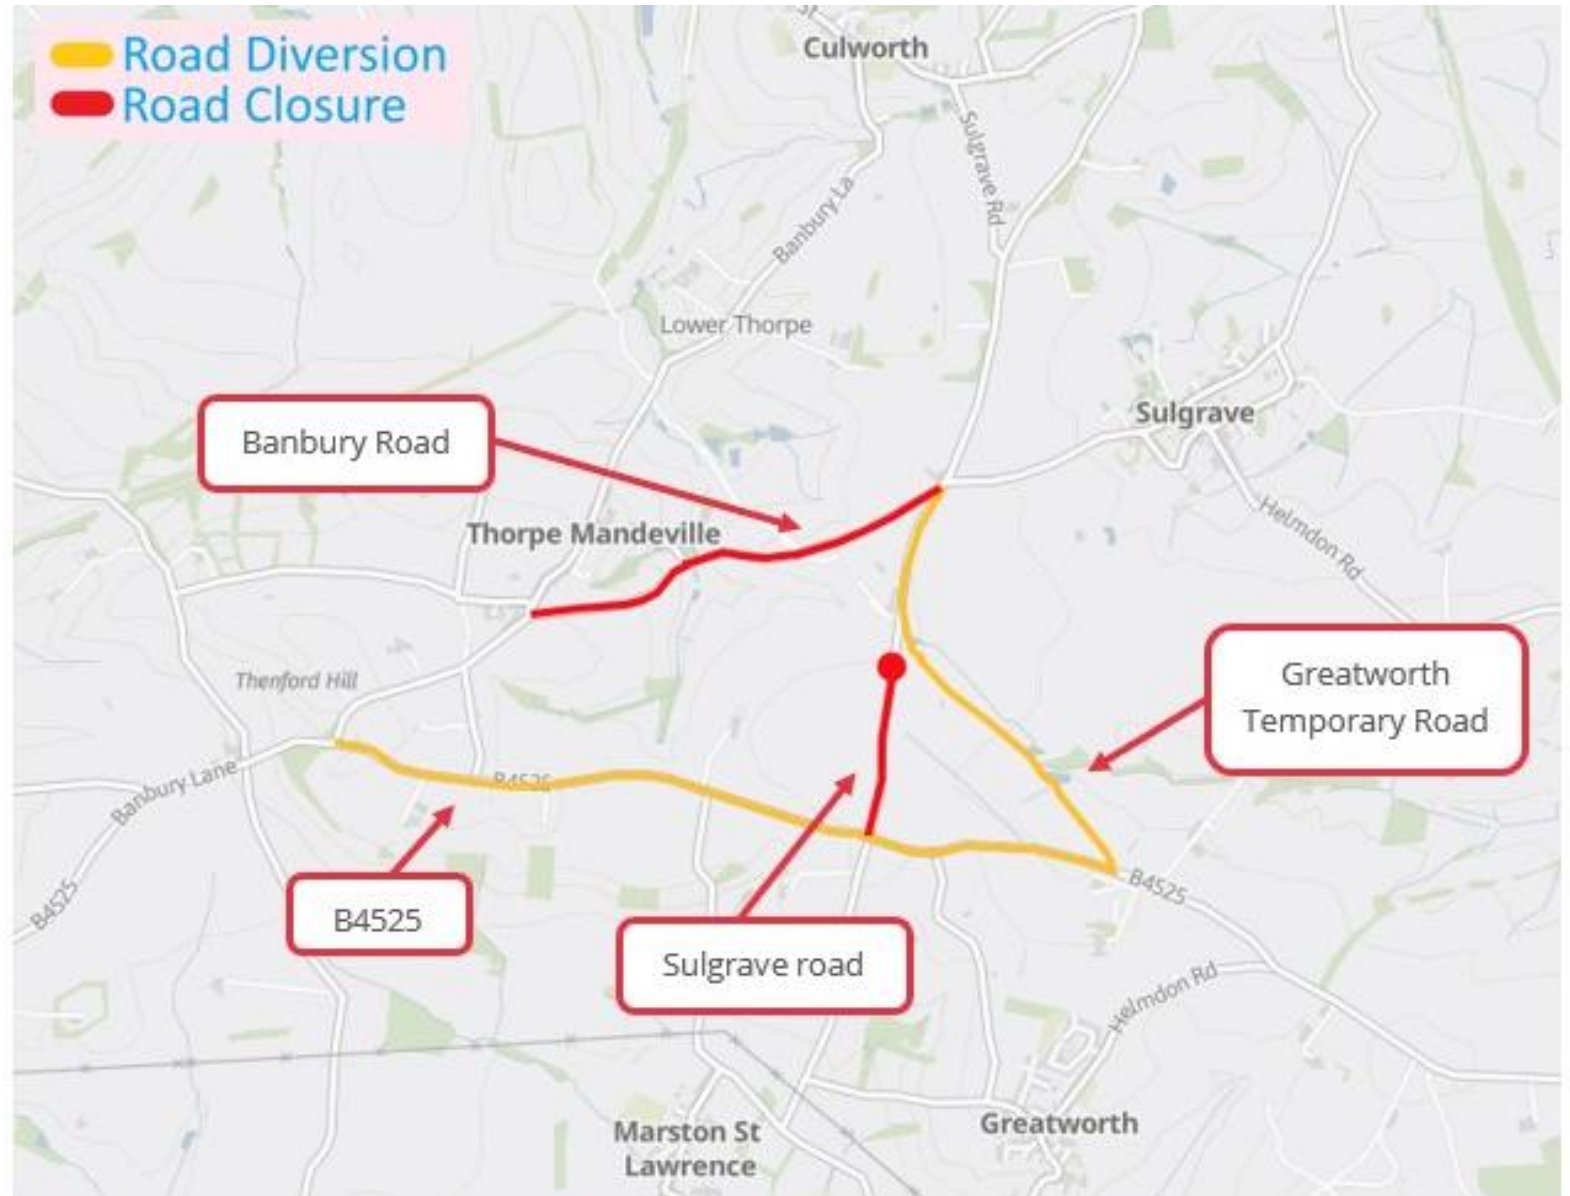 Road Diversion
Road Closure
Culworth
Sulgrave Rd
Banbury La
Lower Thorpe
Banbury Road
Sulgrave
Thorpe Mandeville
Helmdon Rd
Greatworth
Temporary Road
Thenford Hill
B4525
Banbury Lane
B4525
B4525
B4525
Sulgrave road
Helmdon Rd
Greatworth
Marston St
Lawrence